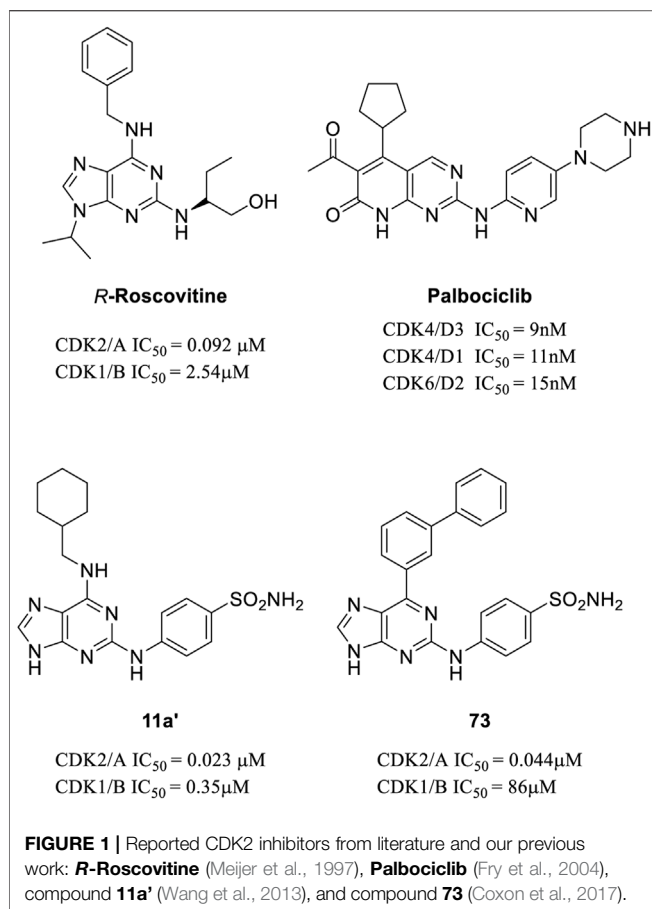 NH
N
N
N
N
N
H
OH
R-Roscovitine
CDK2/A IC50 = 0.092 μM
CDK1/B IC50 = 2.54μM
O
O
N
H
N
N
N
H
N
N
NH
Palbociclib
CDK4/D3 IC50 = 9nM
CDK4/D1 IC50 = 11nM
CDK6/D2 IC50 = 15nM
NH
N
N
N
H
N
N
H
SO2NH2
11a'
CDK2/A IC50 = 0.023 μM
CDK1/B IC50 = 0.35μM
N
N
N
H
N
N
H
SO2NH2
73
CDK2/A IC50 = 0.044μM
CDK1/B IC50 = 86μM
FIGURE 1 | Reported CDK2 inhibitors from literature and our previous
work: R-Roscovitine (Meijer et al., 1997), Palbociclib (Fry et al., 2004),
compound 11a' (Wang et al., 2013), and compound 73 (Coxon et al., 2017).